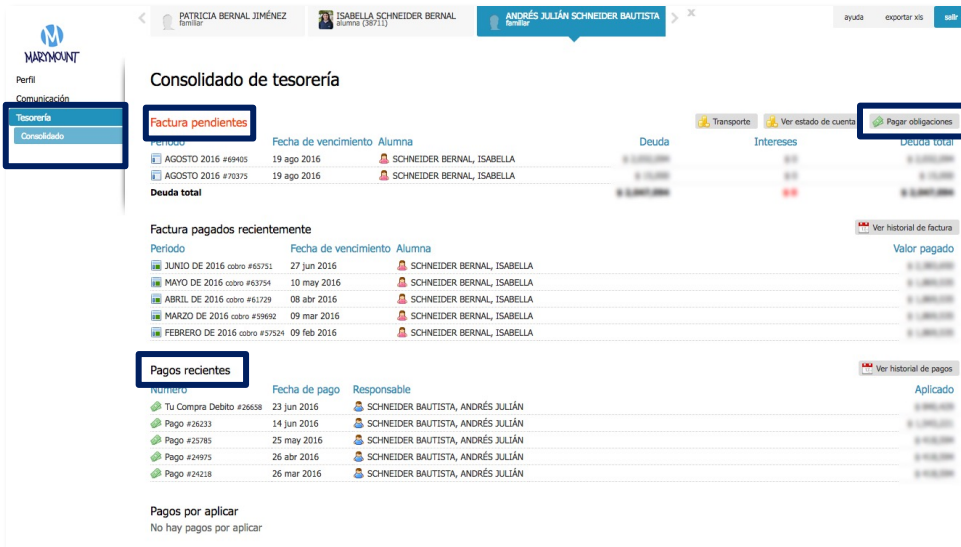 PATRICIA BERNAL JIMÉNEZ
familiar
ISABELLA SCHNEIDER BERNAL
alumna (38711)
ANDRÉS JULIÁN SCHNEIDER BAUTISTA
familiar
ayuda exportar xls salir
MARYMOUNT
Perfil
Comunicación
Tesorería
Consolidado
Consolidado de tesorería
Factura pendientes
Transporte Ver estado de cuenta Pagar obligaciones
Periodo Fecha de vencimiento Alumna Deuda Intereses Deuda total
AGOSTO 2016 #69405 19 ago 2016 SCHNEIDER BERNAL, ISABELLA
AGOSTO 2016 #70375 19 ago 2016 SCHNEIDER BERNAL, ISABELLA
Deuda total
Factura pagados recientemente
Ver historial de factura
Periodo Fecha de vencimiento Alumna Valor pagado
JUNIO DE 2016 cobro #65751 27 jun 2016 SCHNEIDER BERNAL, ISABELLA
MAYO DE 2016 cobro #63754 10 may 2016 SCHNEIDER BERNAL, ISABELLA
ABRIL DE 2016 cobro #61729 08 abr 2016 SCHNEIDER BERNAL, ISABELLA
MARZO DE 2016 cobro #59692 09 mar 2016 SCHNEIDER BERNAL, ISABELLA
FEBRERO DE 2016 cobro #57524 09 feb 2016 SCHNEIDER BERNAL, ISABELLA
Pagos recientes
Ver historial de pagos
Número Fecha de pago Responsable Aplicado
Tu Compra Debito #26658 23 jun 2016 SCHNEIDER BAUTISTA, ANDRÉS JULIÁN
Pago #26233 14 jun 2016 SCHNEIDER BAUTISTA, ANDRÉS JULIÁN
Pago #25785 25 may 2016 SCHNEIDER BAUTISTA, ANDRÉS JULIÁN
Pago #24975 26 abr 2016 SCHNEIDER BAUTISTA, ANDRÉS JULIÁN
Pago #24218 26 mar 2016 SCHNEIDER BAUTISTA, ANDRÉS JULIÁN
Pagos por aplicar
No hay pagos por aplicar